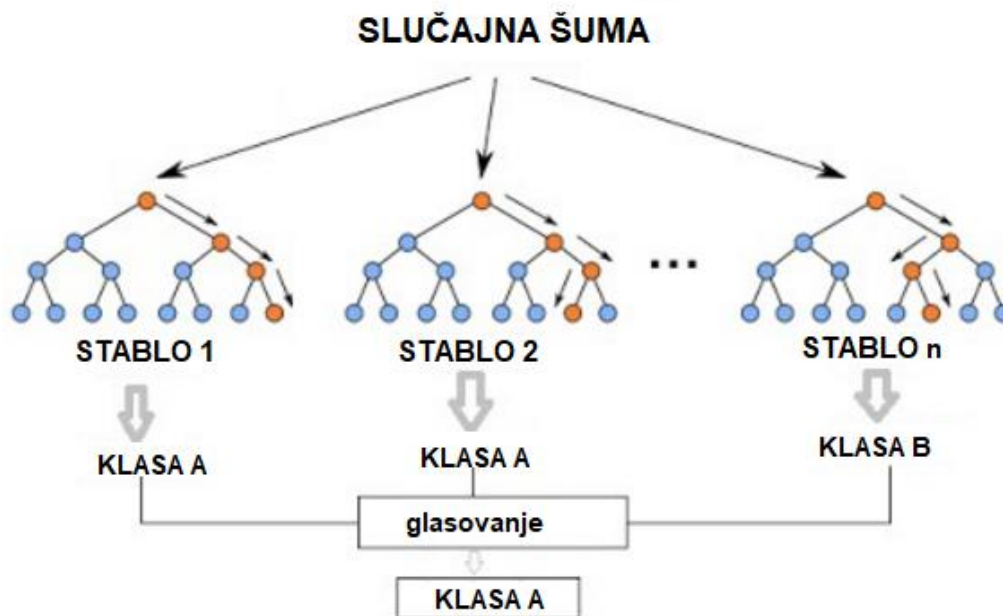 SLUČAJNA ŠUMA
...
STABLO 1
STABLO 2
STABLO n
KLASA A
KLASA A
KLASA B
glasovanje
KLASA A